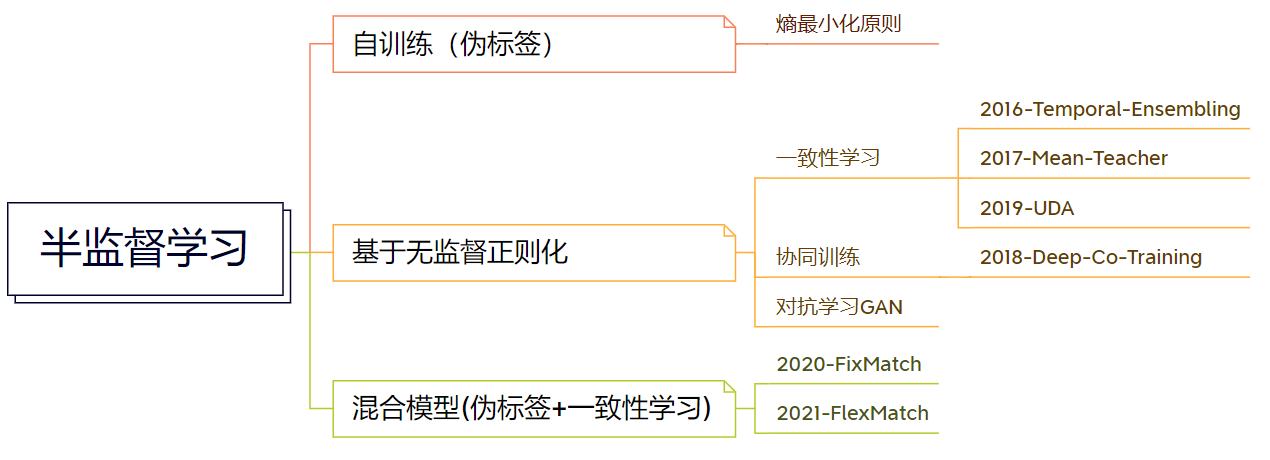 半监督学习
自训练（伪标签）
熵最小化原则
基于无监督正则化
一致性学习
2016-Temporal-Ensembling
2017-Mean-Teacher
2019-UDA
协同训练
2018-Deep-Co-Training
对抗学习GAN
混合模型(伪标签+一致性学习)
2020-FixMatch
2021-FlexMatch